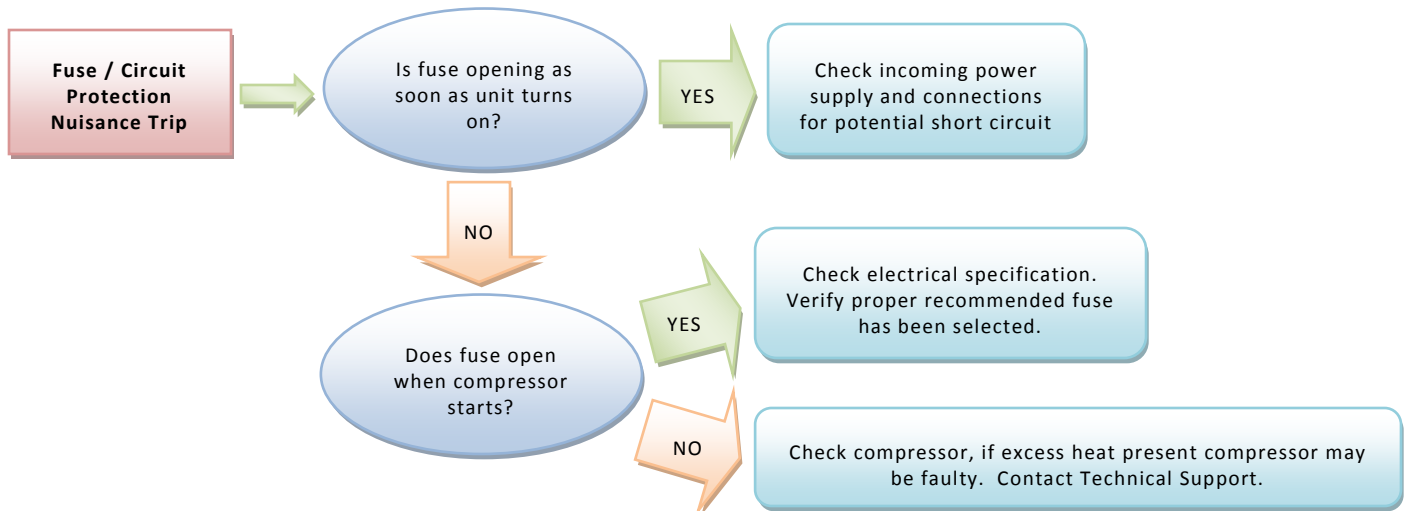 Fuse / Circuit
Protection
Nuisance Trip
Is fuse opening as
soon as unit turns
on?
YES
Check incoming power
supply and connections
for potential short circuit
NO
Does fuse open
when compressor
starts?
YES
Check electrical specification.
Verify proper recommended fuse
has been selected.
NO
Check compressor, if excess heat present compressor may
be faulty.  Contact Technical Support.